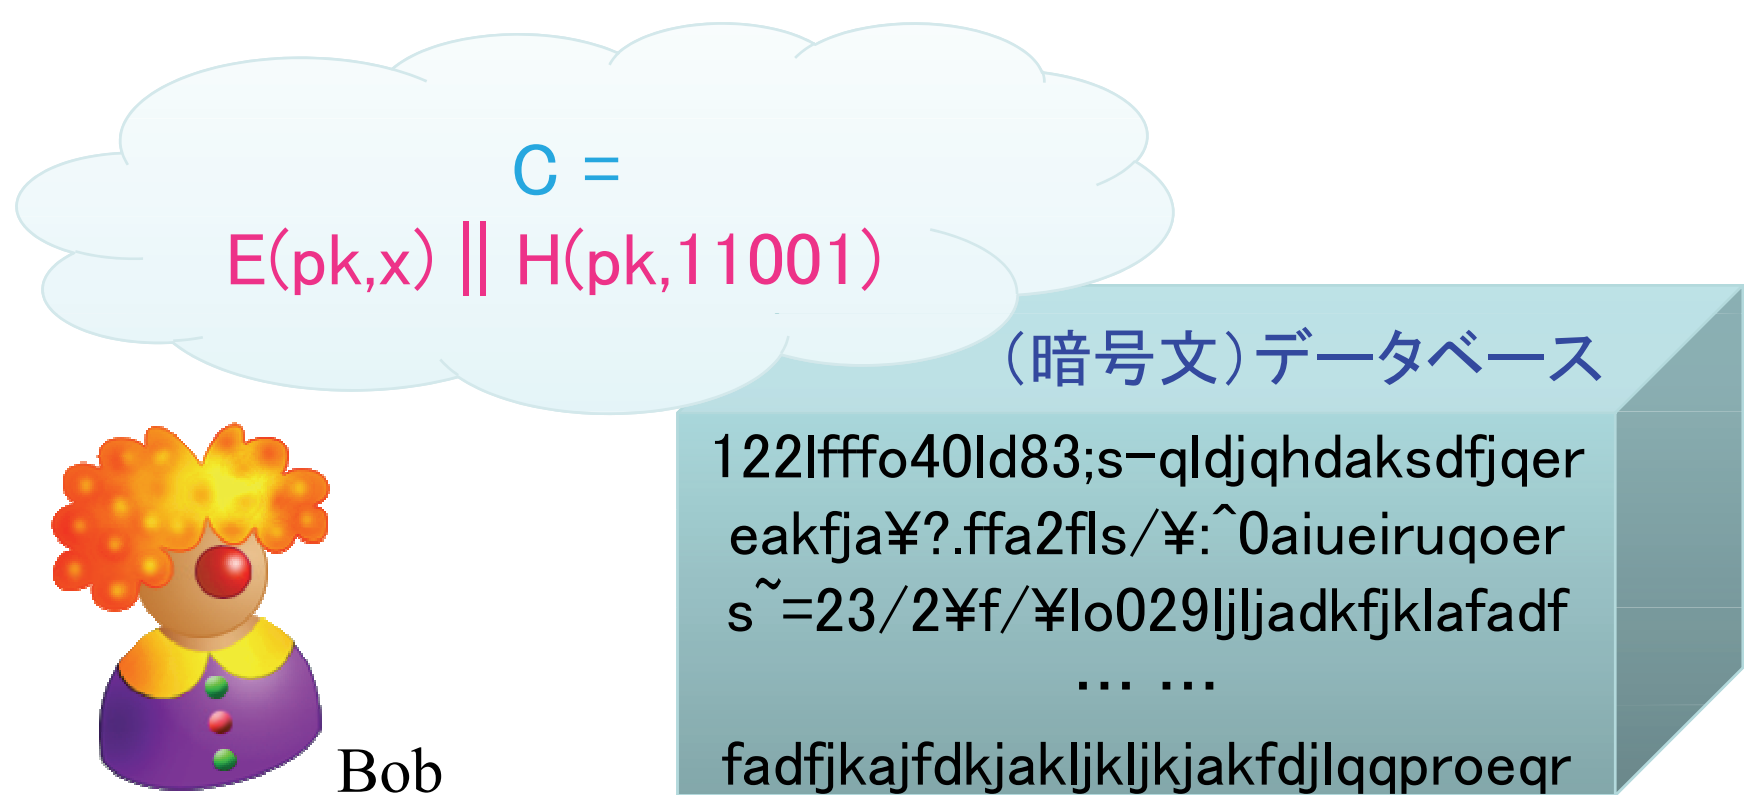 C =
E(pk,x) || H(pk,11001)
(暗号文)データベース
122lfffo40ld83;s-qldjqhdaksdfjqer
eakfja¥?.ffa2fls/¥:^0aiueiruqoer
s~=23/2¥f/¥lo029ljljadkfjklafadf
… …
fadfjkajfdkjakljkljkjakfdjlqqproeqr
Bob